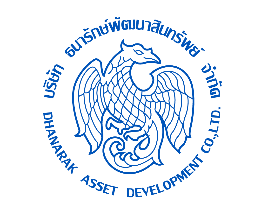 บริษัท ธนารักษ์พัฒนาสินทรัพย์ จำกัด
DHANARAK ASSET DEVELOPMENT CO.,LTD.